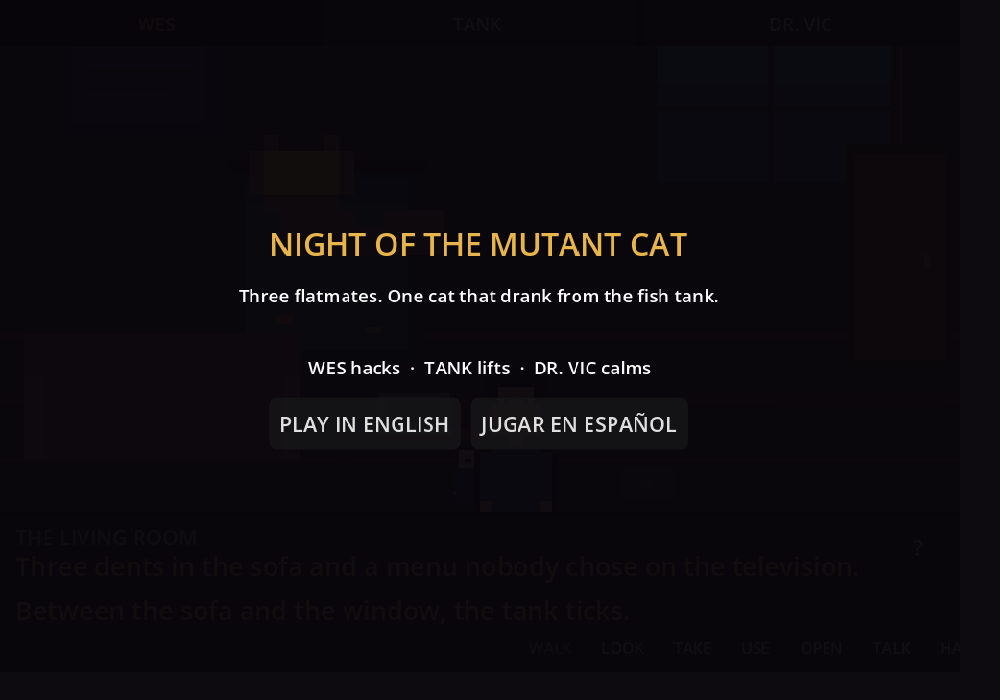 WES TANK DR. VIC
NIGHT OF THE MUTANT CAT
Three flatmates. One cat that drank from the fish tank.
WES hacks · TANK lifts · DR. VIC calms
PLAY IN ENGLISH JUGAR EN ESPAÑOL
THE LIVING ROOM ?
Three dents in the sofa and a menu nobody chose on the television.
Between the sofa and the window, the tank ticks.
WALK LOOK TAKE USE OPEN TALK HA